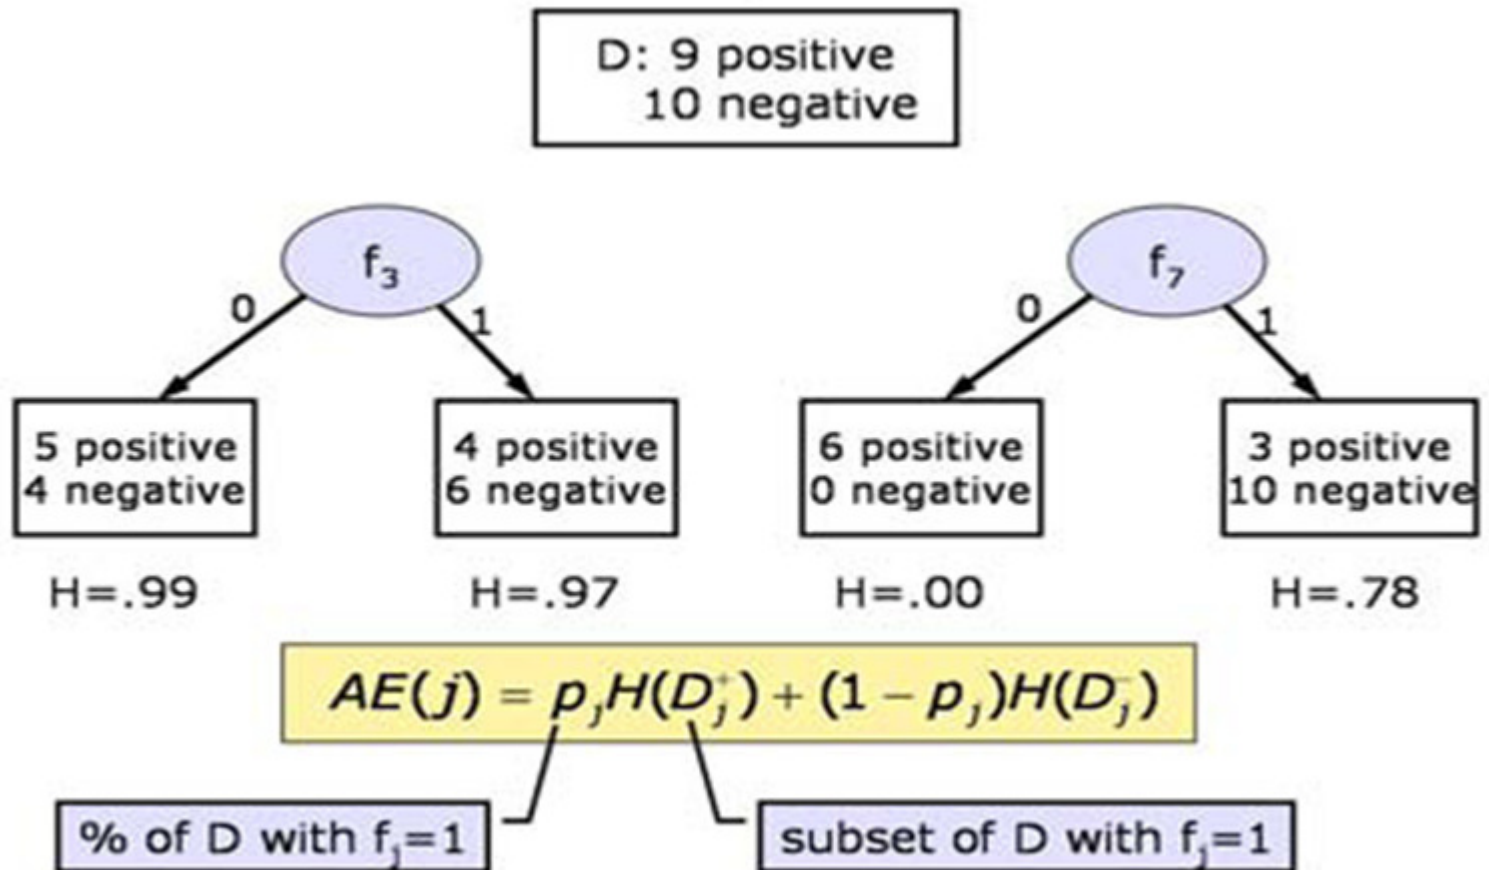 D: 9 positive
10 negative
f₃
f₇
0
1
0
1
5 positive
4 negative
4 positive
6 negative
6 positive
0 negative
3 positive
10 negative
H=.99
H=.97
H=.00
H=.78
AE(j) = pⱼH(Dⱼ⁺) + (1 − pⱼ)H(Dⱼ⁻)
% of D with fⱼ=1
subset of D with fⱼ=1